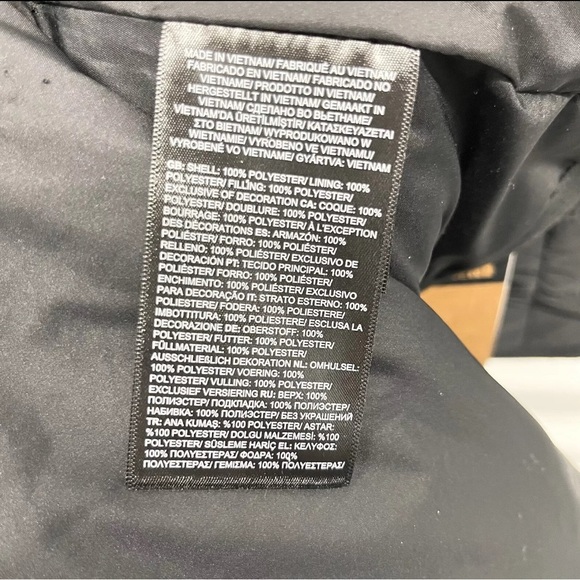 MADE IN VIETNAM/ FABRIQUÉ AU VIETNAM/
FABRICADO EN VIETNAM/ FABRICADO NO
VIETNAME/ PRODOTTO IN VIETNAM/
HERGESTELLT IN VIETNAM/ GEMAAKT IN
VIETNAM/ СДЕЛАНО ВО ВЬЕТНАМЕ/
VIETNAM'DA ÜRETİLMİŞTİR/ ΚΑΤΑΣΚΕΥΑΖΕΤΑΙ
ΣΤΟ ΒΙΕΤΝΑΜ/ WYPRODUKOWANO W
WIETNAMIE/ VYROBENO VE VIETNAMU/
VYROBENÉ VO VIETNAME/ GYÁRTVA: VIETNAM
GB: SHELL: 100% POLYESTER/ LINING: 100%
POLYESTER/ FILLING: 100% POLYESTER/
EXCLUSIVE OF DECORATION CA: COQUE: 100%
POLYESTER/ DOUBLURE: 100% POLYESTER/
BOURRAGE: 100% POLYESTER/ À L'EXCEPTION
DES DÉCORATIONS ES: ARMAZÓN: 100%
POLIÉSTER/ FORRO: 100% POLIÉSTER/
RELLENO: 100% POLIÉSTER/ EXCLUSIVO DE
DECORACIÓN PT: TECIDO PRINCIPAL: 100%
POLIÉSTER/ FORRO: 100% POLIÉSTER/
ENCHIMENTO: 100% POLIÉSTER/ EXCLUSIVO
PARA DECORAÇÃO IT: STRATO ESTERNO: 100%
POLIESTERE/ FODERA: 100% POLIESTERE/
IMBOTTITURA: 100% POLIESTERE/ ESCLUSA LA
DECORAZIONE DE: OBERSTOFF: 100%
POLYESTER/ FUTTER: 100% POLYESTER/
FÜLLMATERIAL: 100% POLYESTER/
AUSSCHLIEßLICH DEKORATION NL: OMHULSEL:
100% POLYESTER/ VOERING: 100%
POLYESTER/ VULLING: 100% POLYESTER/
EXCLUSIEF VERSIERING RU: ВЕРХ: 100%
ПОЛИЭСТЕР/ ПОДКЛАДКА: 100% ПОЛИЭСТЕР/
НАБИВКА: 100% ПОЛИЭСТЕР/ БЕЗ УКРАШЕНИЙ
TR: ANA KUMAŞ: %100 POLYESTER/ ASTAR:
%100 POLYESTER/ DOLGU MALZEMESİ: %100
POLYESTER/ SÜSLEME HARİÇ EL: ΚΕΛΥΦΟΣ:
100% ΠΟΛΥΕΣΤΕΡΑΣ/ ΦΟΔΡΑ: 100%
ΠΟΛΥΕΣΤΕΡΑΣ/ ΓΕΜΙΣΜΑ: 100% ΠΟΛΥΕΣΤΕΡΑΣ/